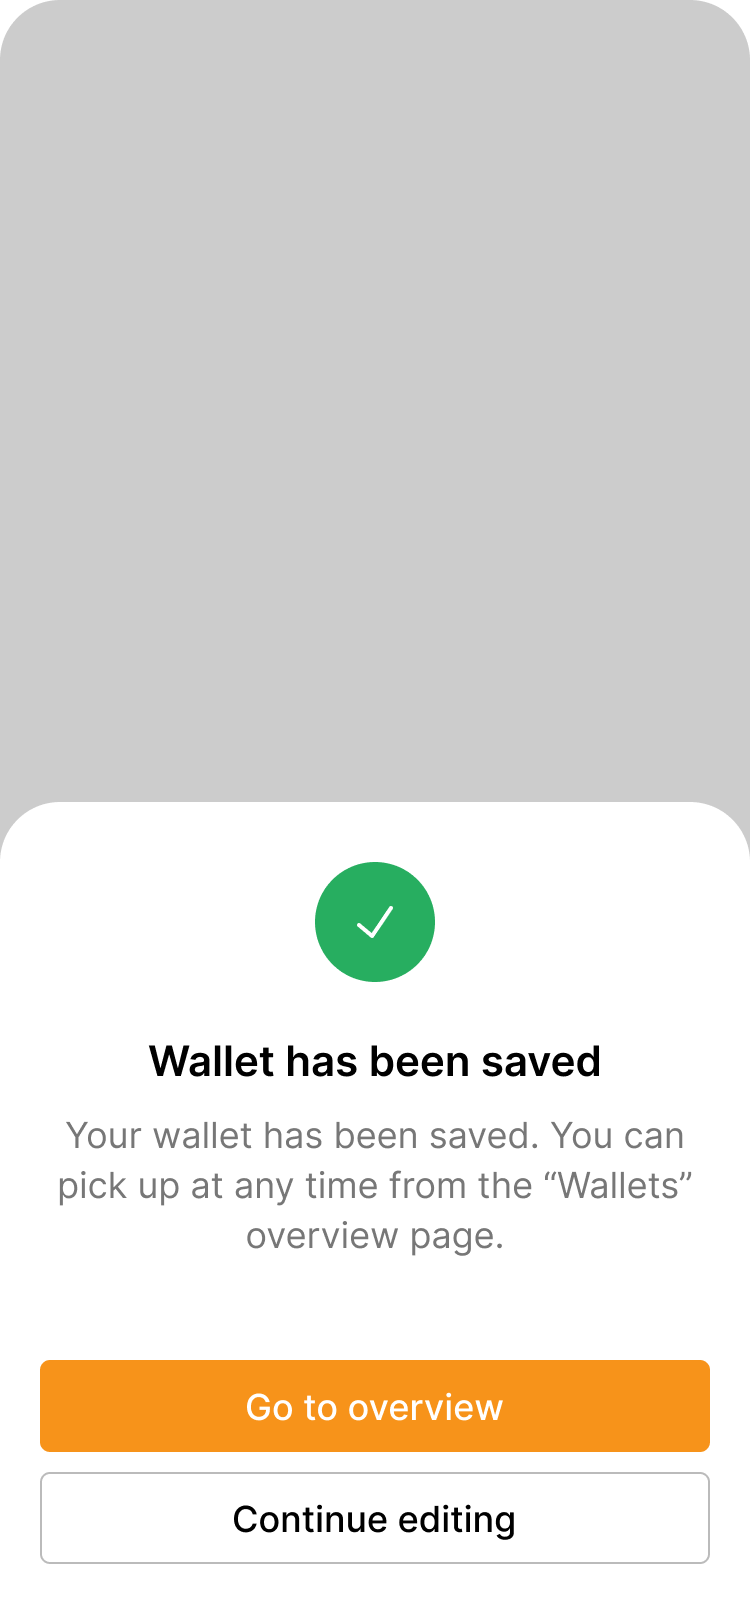 Wallet has been saved
Your wallet has been saved. You can
pick up at any time from the “Wallets”
overview page.
Go to overview
Continue editing